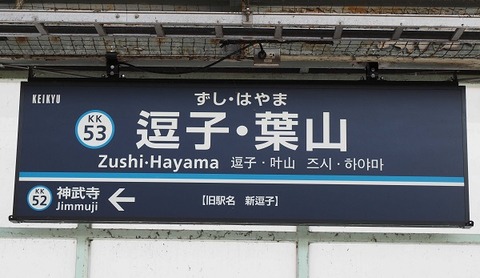 KEIKYU
ずし・はやま
KK
53
逗子・葉山
Zushi・Hayama 逗子・叶山 즈시・하야마
KK
52
神武寺
Jimmuji
←
【旧駅名 新逗子】